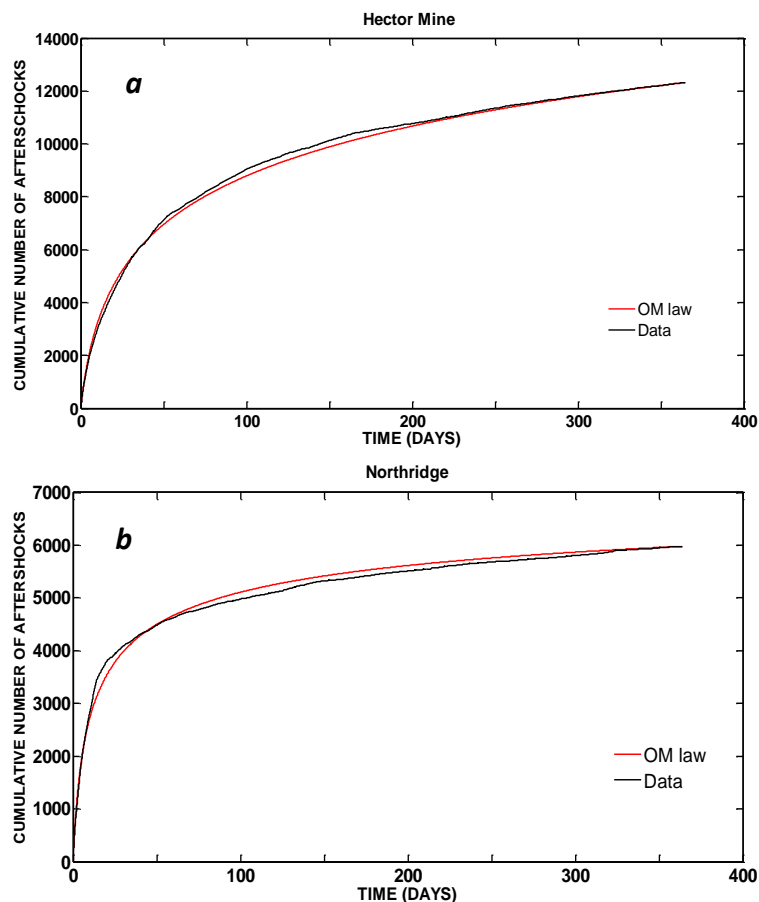 Hector Mine
a
CUMULATIVE NUMBER OF AFTERSCHOCKS
14000
12000
10000
8000
6000
4000
2000
0
OM law
Data
0 100 200 300 400
TIME (DAYS)
Northridge
b
CUMULATIVE NUMBER OF AFTERSHOCKS
7000
6000
5000
4000
3000
2000
1000
0
OM law
Data
0 100 200 300 400
TIME (DAYS)